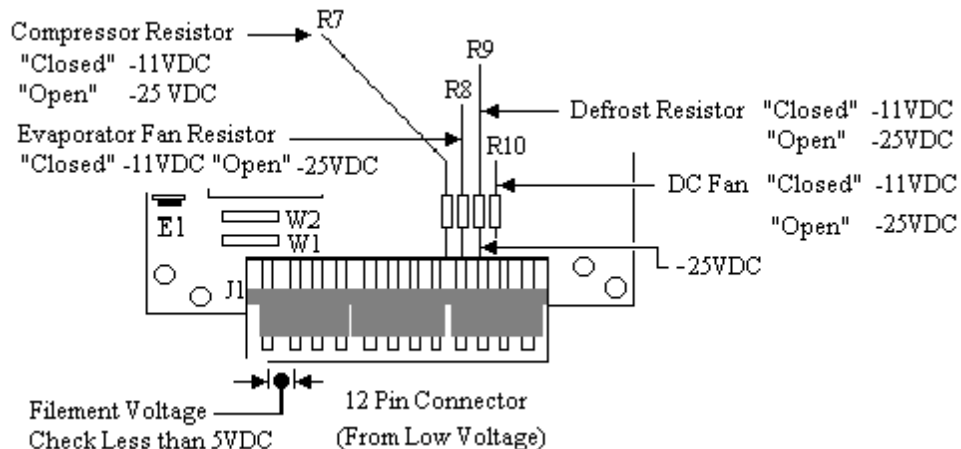 R7
Compressor Resistor
"Closed" -11VDC
"Open" -25 VDC
R9
R8
Defrost Resistor "Closed" -11VDC
"Open" -25VDC
Evaporator Fan Resistor
"Closed" -11VDC "Open" -25VDC
R10
DC Fan "Closed" -11VDC
"Open" -25VDC
E1
W2
W1
-25VDC
J1
Filement Voltage
Check Less than 5VDC
12 Pin Connector
(From Low Voltage)